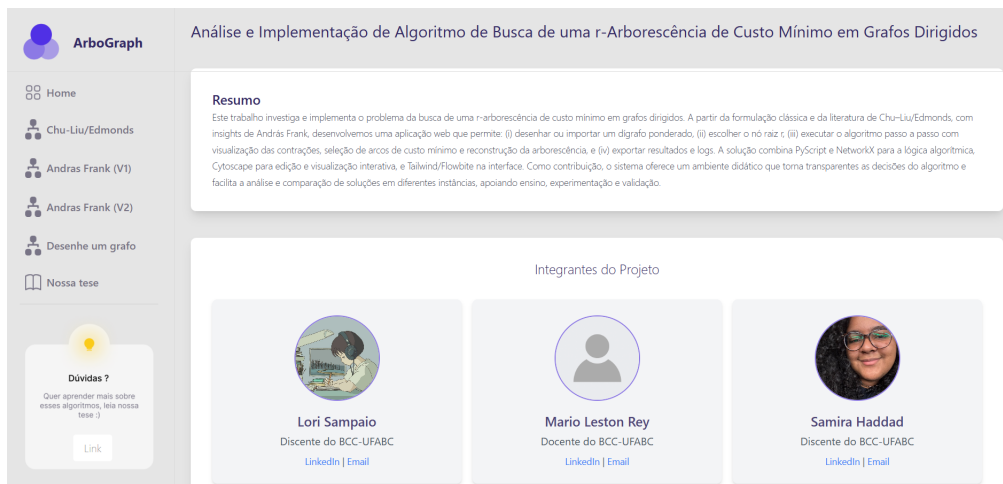 ArboGraph
Análise e Implementação de Algoritmo de Busca de uma r-Arborescência de Custo Mínimo em Grafos Dirigidos
Home
Chu-Liu/Edmonds
Andras Frank (V1)
Andras Frank (V2)
Desenhe um grafo
Nossa tese
Dúvidas ?
Quer aprender mais sobre
esses algoritmos, leia nossa
tese :)
Link
Resumo
Este trabalho investiga e implementa o problema da busca de uma r-arborescência de custo mínimo em grafos dirigidos. A partir da formulação clássica e da literatura de Chu–Liu/Edmonds, com
insights de András Frank, desenvolvemos uma aplicação web que permite: (i) desenhar ou importar um dígrafo ponderado, (ii) escolher o nó raiz r, (iii) executar o algoritmo passo a passo com
visualização das contrações, seleção de arcos de custo mínimo e reconstrução da arborescência, e (iv) exportar resultados e logs. A solução combina PyScript e NetworkX para a lógica algorítmica,
Cytoscape para edição e visualização interativa, e Tailwind/Flowbite na interface. Como contribuição, o sistema oferece um ambiente didático que torna transparentes as decisões do algoritmo e
facilita a análise e comparação de soluções em diferentes instâncias, apoiando ensino, experimentação e validação.
Integrantes do Projeto
Lori Sampaio
Discente do BCC-UFABC
LinkedIn | Email
Mario Leston Rey
Docente do BCC-UFABC
LinkedIn | Email
Samira Haddad
Discente do BCC-UFABC
LinkedIn | Email